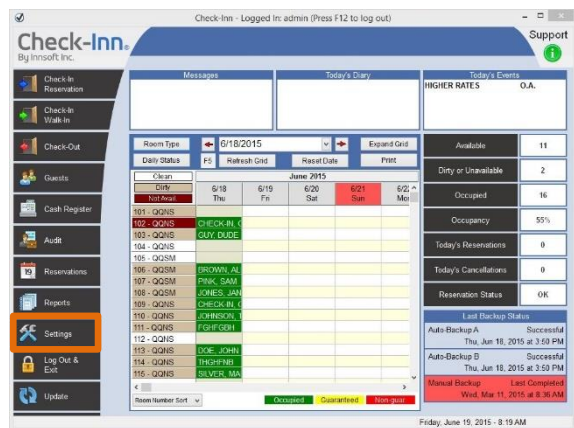 Check-Inn - Logged In: admin (Press F12 to log out)
Check-Inn®
By Innsoft Inc.
Support
Check-In
Reservation
Check-In
Walk-In
Check-Out
Guests
Cash Register
Audit
19
Reservations
Reports
Settings
Log Out &
Exit
Update
Messages
Today's Diary
Today's Events
HIGHER RATES O.A.
Room Type
6/18/2015
Expand Grid
Daily Status
F5
Refresh Grid
Reset Date
Print
Clean
June 2015
Dirty
Not Avail.
6/18 6/19 6/20 6/21 6/22
Thu Fri Sat Sun Mon
101 - QQNS
102 - QQNS CHECK-IN, C
103 - QQNS GUY, DUDE
104 - QQNS
105 - QQSM
106 - QQSM BROWN, AL
107 - QQSM PINK, SAM
108 - QQSM JONES, JAN
109 - QQNS CHECK-IN, C
110 - QQNS JOHNSON, T
111 - QQNS FGHFGBH
112 - QQNS
113 - QQNS DOE, JOHN
114 - QQNS THGHFNB
115 - QQNS SILVER, MA
Room Number Sort
Occupied
Guaranteed
Non-guar
Available 11
Dirty or Unavailable 2
Occupied 16
Occupancy 55%
Today's Reservations 0
Today's Cancellations 0
Reservation Status OK
Last Backup Status
Auto-Backup A Successful
Thu, Jun 18, 2015 at 3:50 PM
Auto-Backup B Successful
Thu, Jun 18, 2015 at 3:50 PM
Manual Backup Last Completed
Wed, Mar 11, 2015 at 8:36 AM
Friday, June 19, 2015 - 8:19 AM